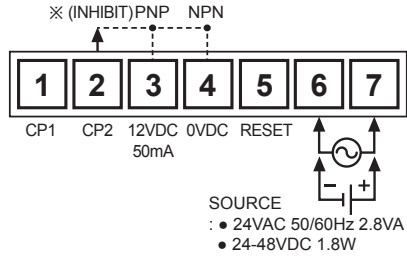 ※ (INHIBIT) PNP NPN
1 2 3 4 5 6 7
CP1 CP2 12VDC 0VDC RESET
50mA
− +
SOURCE
: ● 24VAC 50/60Hz 2.8VA
● 24-48VDC 1.8W